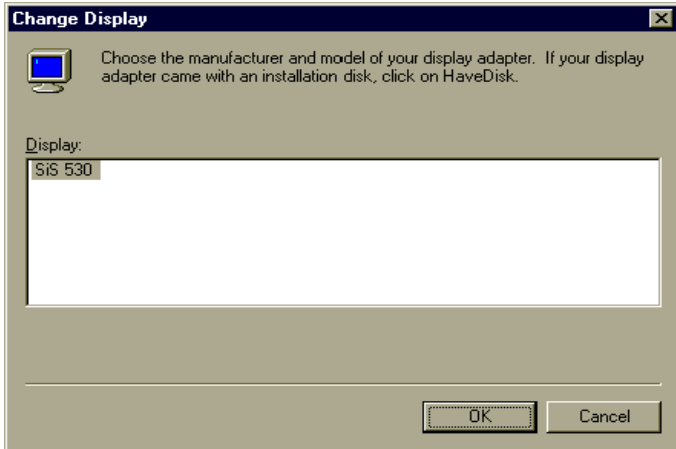 Change Display
Choose the manufacturer and model of your display adapter. If your display
adapter came with an installation disk, click on HaveDisk.
Display:
SiS 530
OK
Cancel